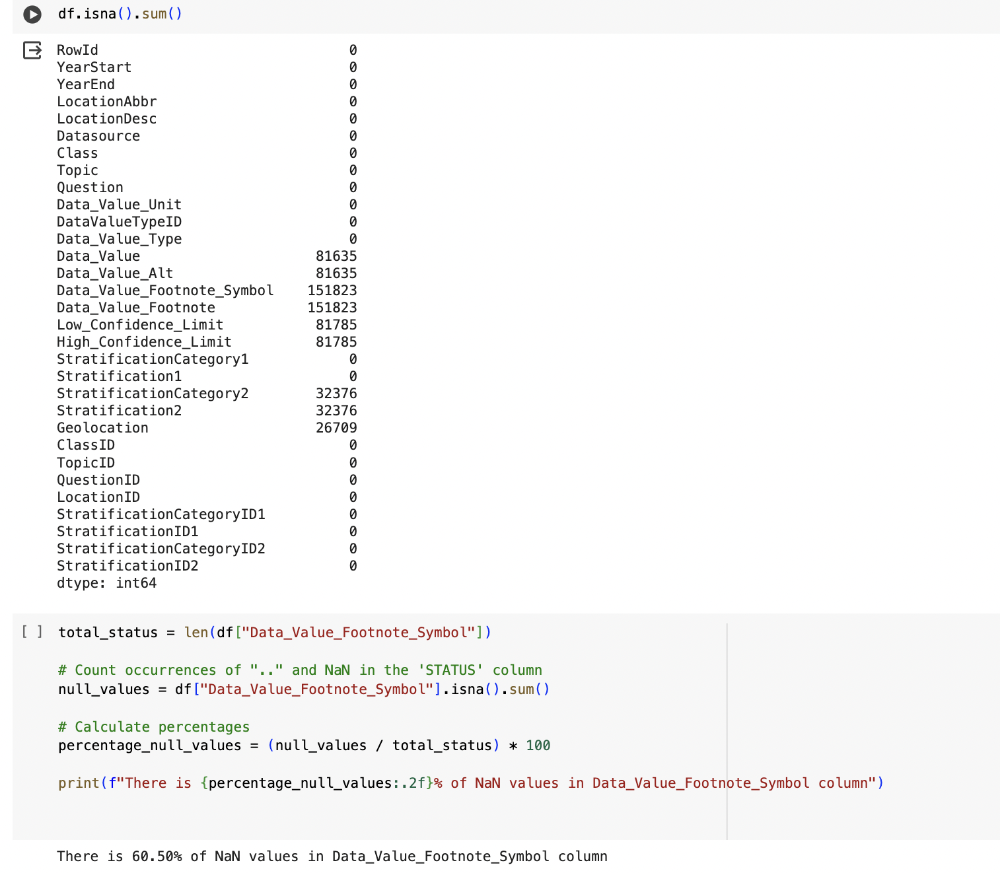 df.isna().sum()
RowId 0
YearStart 0
YearEnd 0
LocationAbbr 0
LocationDesc 0
Datasource 0
Class 0
Topic 0
Question 0
Data_Value_Unit 0
DataValueTypeID 0
Data_Value_Type 0
Data_Value 81635
Data_Value_Alt 81635
Data_Value_Footnote_Symbol 151823
Data_Value_Footnote 151823
Low_Confidence_Limit 81785
High_Confidence_Limit 81785
StratificationCategory1 0
Stratification1 0
StratificationCategory2 32376
Stratification2 32376
Geolocation 26709
ClassID 0
TopicID 0
QuestionID 0
LocationID 0
StratificationCategoryID1 0
StratificationID1 0
StratificationCategoryID2 0
StratificationID2 0
dtype: int64
[ ] total_status = len(df["Data_Value_Footnote_Symbol"])
# Count occurrences of ".." and NaN in the 'STATUS' column
null_values = df["Data_Value_Footnote_Symbol"].isna().sum()
# Calculate percentages
percentage_null_values = (null_values / total_status) * 100
print(f"There is {percentage_null_values:.2f}% of NaN values in Data_Value_Footnote_Symbol column")
There is 60.50% of NaN values in Data_Value_Footnote_Symbol column